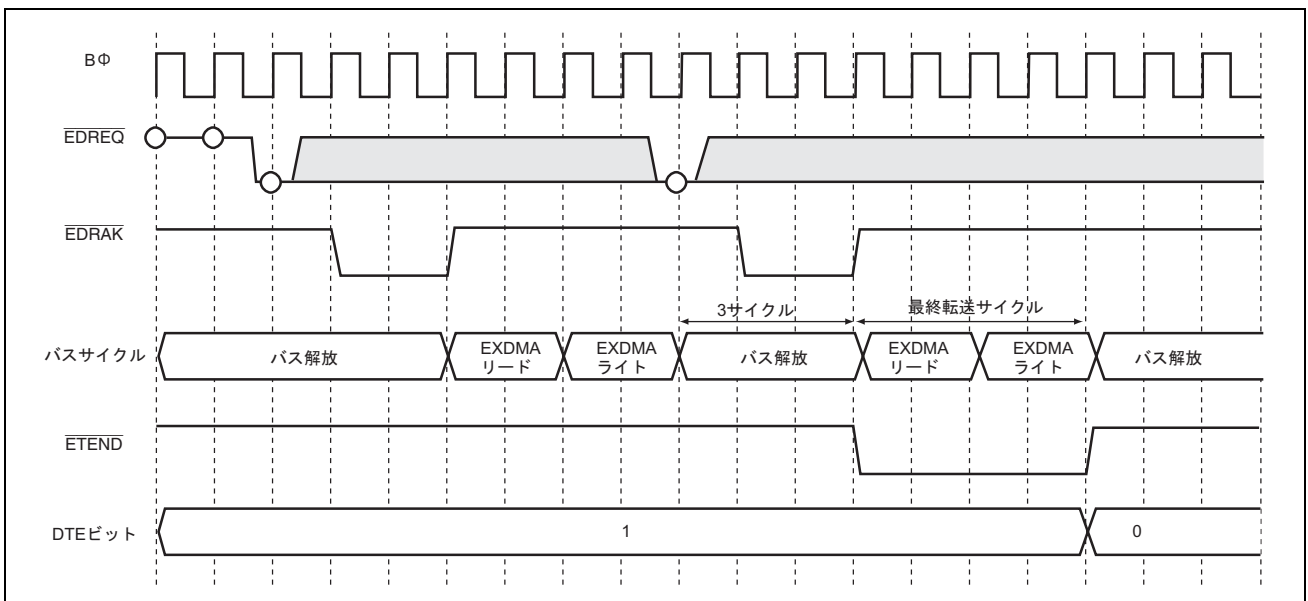 BΦ
EDREQ
EDRAK
3サイクル
最終転送サイクル
バスサイクル
バス解放
EXDMA
リード
EXDMA
ライト
バス解放
EXDMA
リード
EXDMA
ライト
バス解放
ETEND
DTEビット
1
0